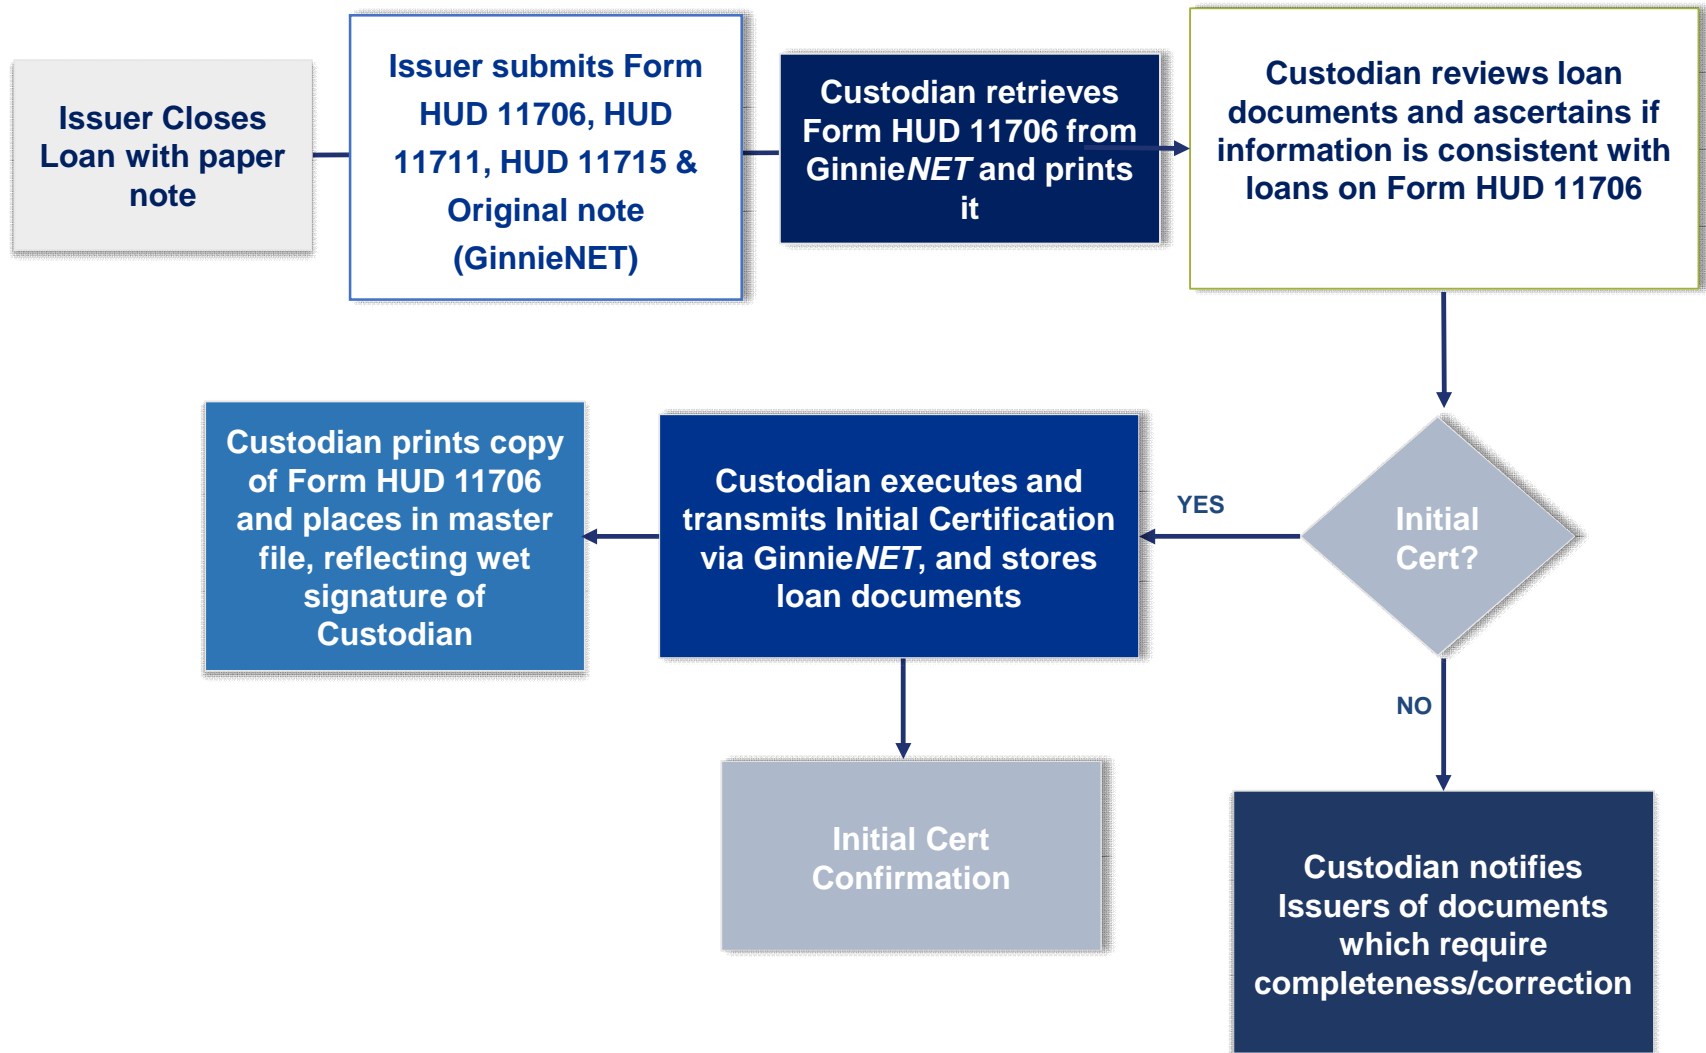 Issuer Closes
Loan with paper
note
Issuer submits Form
HUD 11706, HUD
11711, HUD 11715 &
Original note
(GinnieNET)
Custodian retrieves
Form HUD 11706 from
GinnieNET and prints
it
Custodian reviews loan
documents and ascertains if
information is consistent with
loans on Form HUD 11706
Initial
Cert?
YES
Custodian executes and
transmits Initial Certification
via GinnieNET, and stores
loan documents
Custodian prints copy
of Form HUD 11706
and places in master
file, reflecting wet
signature of
Custodian
Initial Cert
Confirmation
NO
Custodian notifies
Issuers of documents
which require
completeness/correction